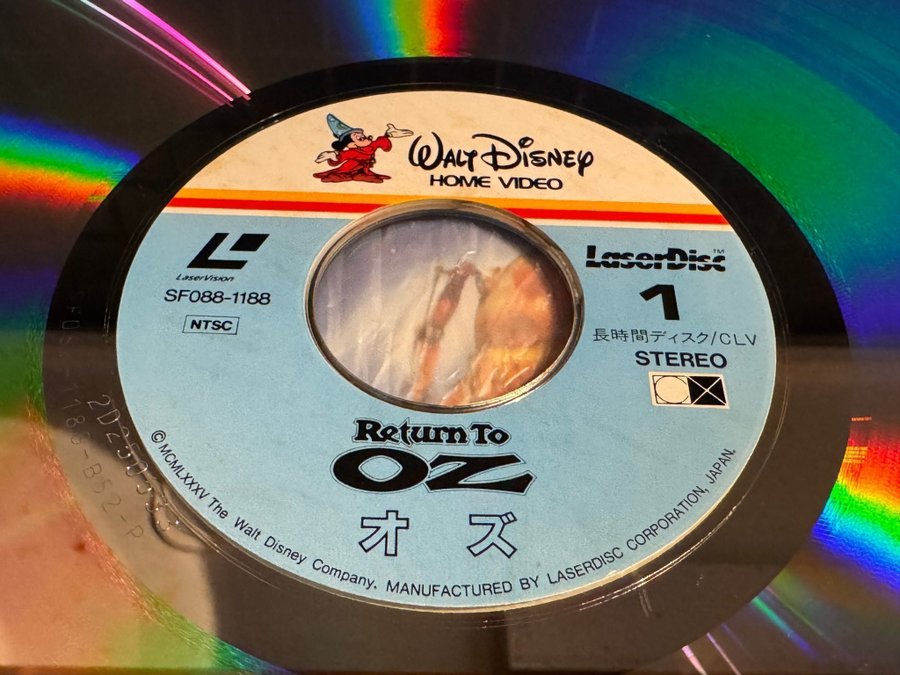 WALT DISNEY
HOME VIDEO
LaserVision
SF088-1188
NTSC
LaserDisc™
1
長時間ディスク/CLV
STEREO
Return To
OZ
オズ
©MCMLXXXV The Walt Disney Company. MANUFACTURED BY LASERDISC CORPORATION, JAPAN.